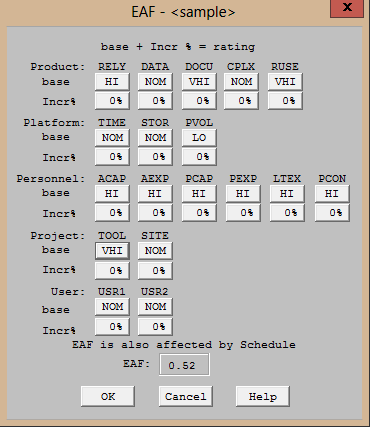 EAF - <sample>
x
base + Incr % = rating
Product: RELY DATA DOCU CPLX RUSE
base HI NOM VHI NOM VHI
Incr% 0% 0% 0% 0% 0%
Platform: TIME STOR PVOL
base NOM NOM LO
Incr% 0% 0% 0%
Personnel: ACAP AEXP PCAP PEXP LTEX PCON
base HI HI HI HI HI HI
Incr% 0% 0% 0% 0% 0% 0%
Project: TOOL SITE
base VHI NOM
Incr% 0% 0%
User: USR1 USR2
base NOM NOM
Incr% 0% 0%
EAF is also affected by Schedule
EAF: 0.52
OK Cancel Help